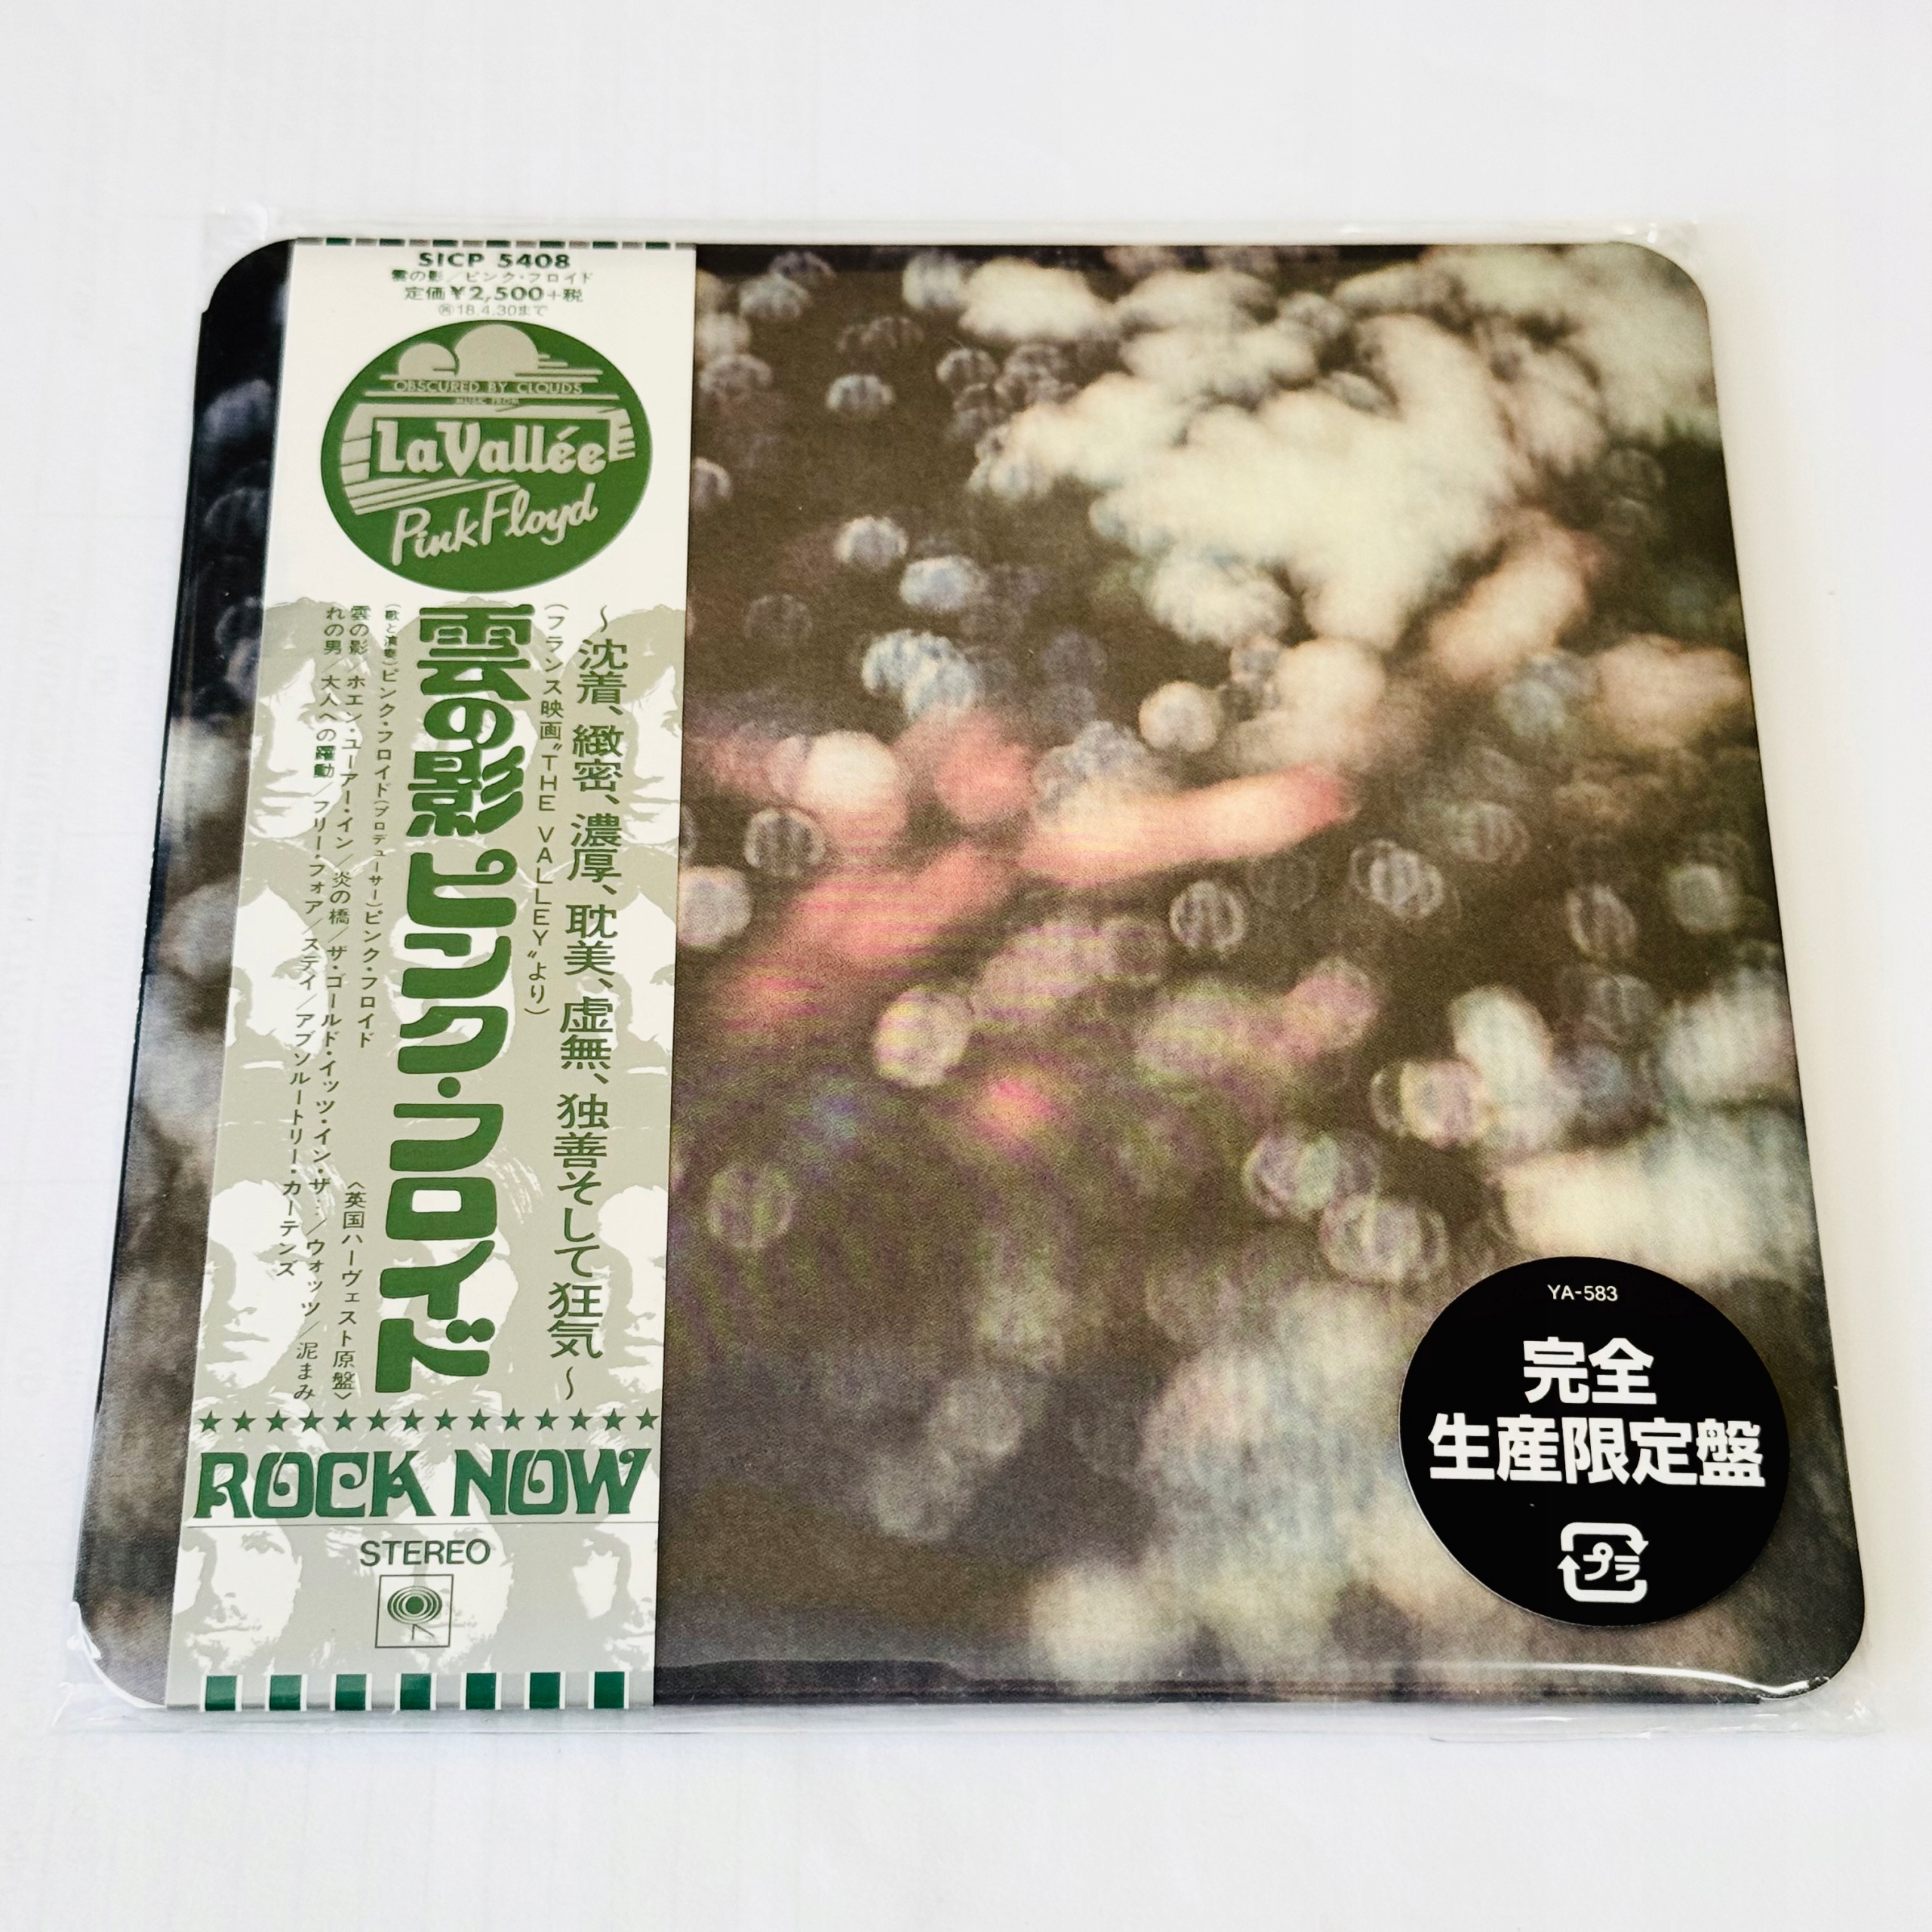 SICP 5408
雲の影／ピンク・フロイド
定価￥2,500+税
18.4.30まで
OBSCURED BY CLOUDS
MUSIC FROM
La Vallée
Pink Floyd
～沈着、緻密、濃厚、耽美、虚無、独善そして狂気～
(フランス映画“THE VALLEY”より)
雲の影 ピンク・フロイド
(歌と演奏)ピンク・フロイド(プロデューサー)ピンク・フロイド
〈英国ハーヴェスト原盤〉
雲の影／ホエン・ユーアー・イン／炎の橋／ザ・ゴールド・イッツ・イン・ザ…／ウォッツ／泥まみ
れの男／大人への躍動／フリー・フォア／ステイ／アブソルートリー・カーテンズ
★★★★★★★★★★★★★★
ROCK NOW
STEREO
YA-583
完全
生産限定盤
プラ